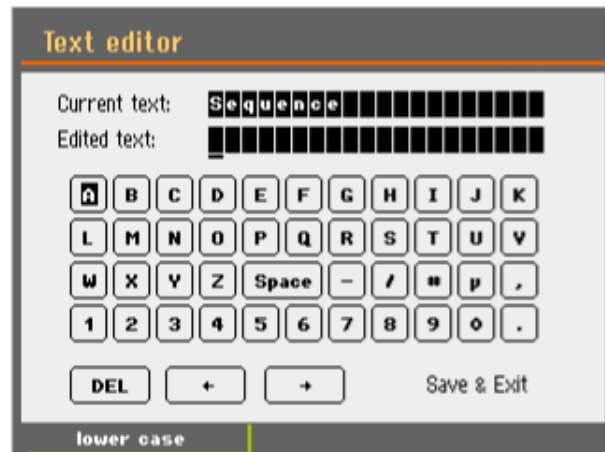 Text editor
Current text: Sequence
Edited text: _
A B C D E F G H I J K
L M N O P Q R S T U V
W X Y Z Space - / # µ ,
1 2 3 4 5 6 7 8 9 0 .
DEL ← → Save & Exit
lower case